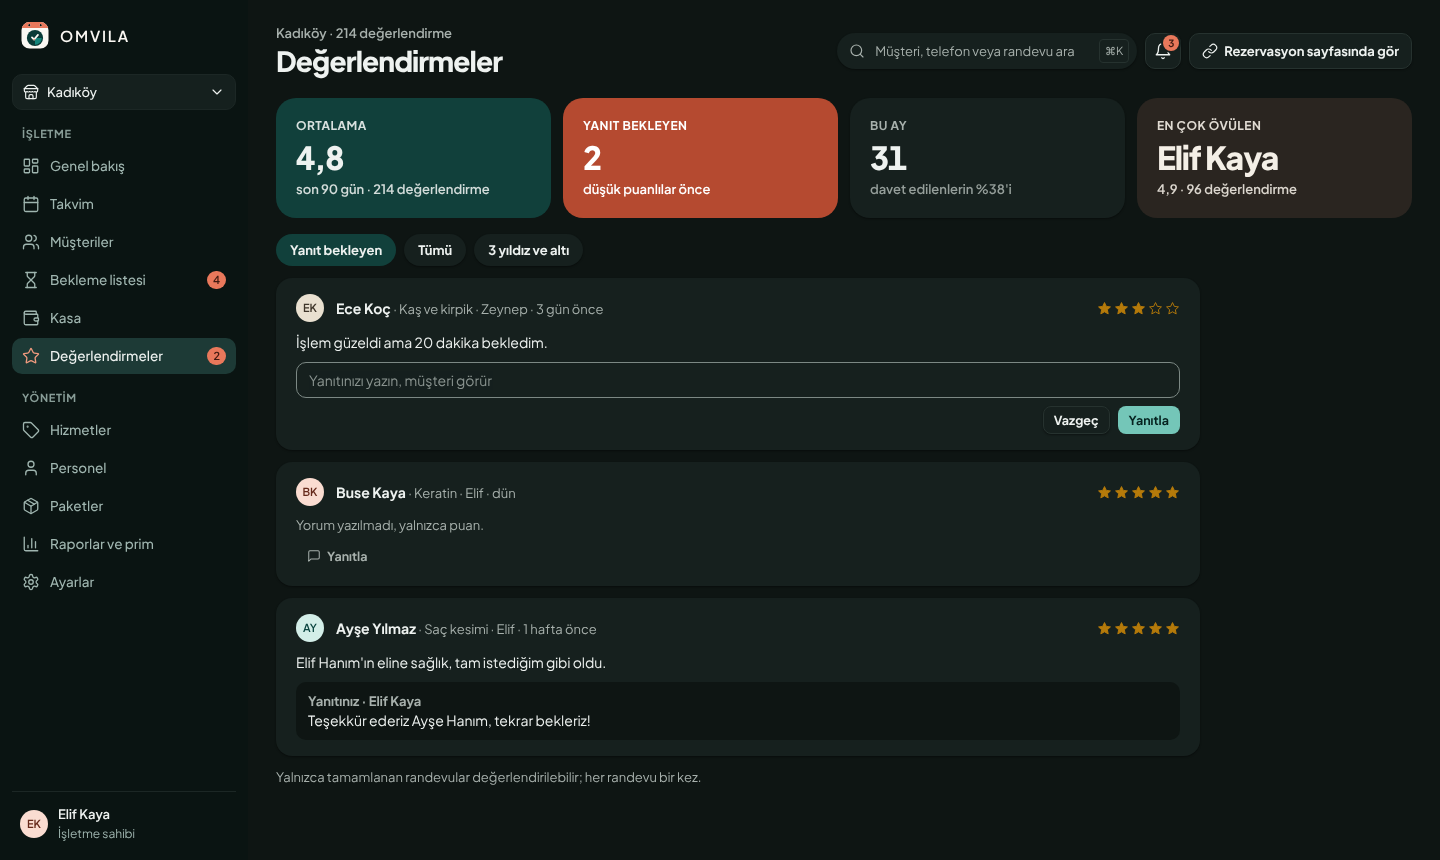 OMVILA
Kadıköy
İŞLETME
Genel bakış
Takvim
Müşteriler
Bekleme listesi 4
Kasa
Değerlendirmeler 2
YÖNETİM
Hizmetler
Personel
Paketler
Raporlar ve prim
Ayarlar
EK Elif Kaya
İşletme sahibi
Kadıköy · 214 değerlendirme
Değerlendirmeler
Müşteri, telefon veya randevu ara ⌘K
3
Rezervasyon sayfasında gör
ORTALAMA
4,8
son 90 gün · 214 değerlendirme
YANIT BEKLEYEN
2
düşük puanlılar önce
BU AY
31
davet edilenlerin %38'i
EN ÇOK ÖVÜLEN
Elif Kaya
4,9 · 96 değerlendirme
Yanıt bekleyen Tümü 3 yıldız ve altı
EK Ece Koç · Kaş ve kirpik · Zeynep · 3 gün önce
İşlem güzeldi ama 20 dakika bekledim.
Yanıtınızı yazın, müşteri görür
Vazgeç Yanıtla
BK Buse Kaya · Keratin · Elif · dün
Yorum yazılmadı, yalnızca puan.
Yanıtla
AY Ayşe Yılmaz · Saç kesimi · Elif · 1 hafta önce
Elif Hanım'ın eline sağlık, tam istediğim gibi oldu.
Yanıtınız · Elif Kaya
Teşekkür ederiz Ayşe Hanım, tekrar bekleriz!
Yalnızca tamamlanan randevular değerlendirilebilir; her randevu bir kez.